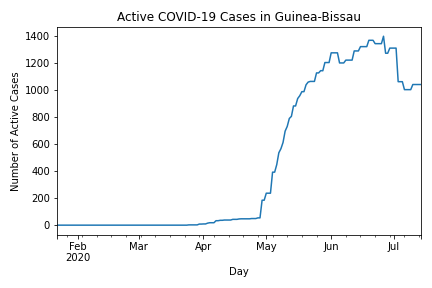 Active COVID-19 Cases in Guinea-Bissau
Number of Active Cases
1400
1200
1000
800
600
400
200
0
Feb Mar Apr May Jun Jul
2020
Day